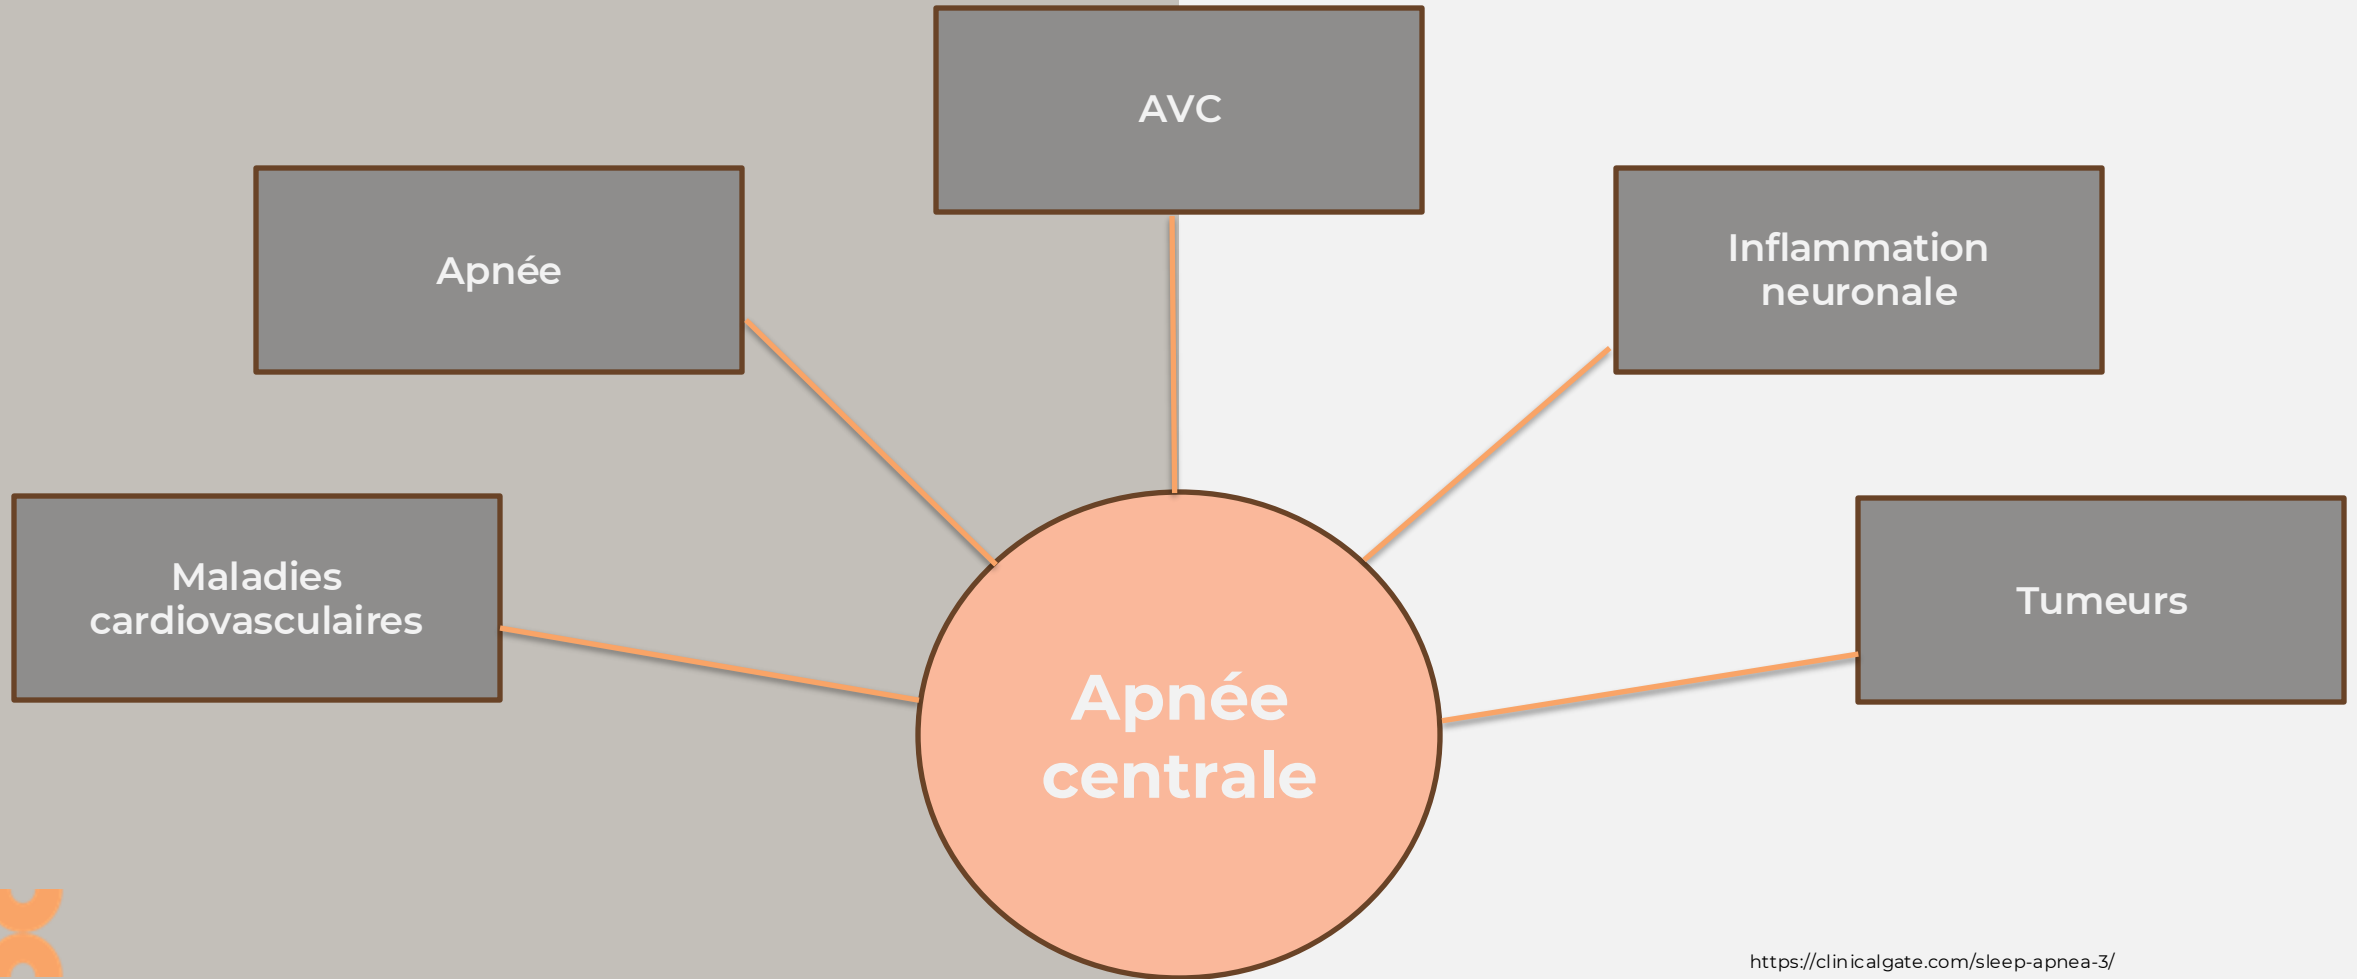 AVC
Apnée
Inflammation
neuronale
Maladies
cardiovasculaires
Tumeurs
Apnée
centrale
https://clinicalgate.com/sleep-apnea-3/